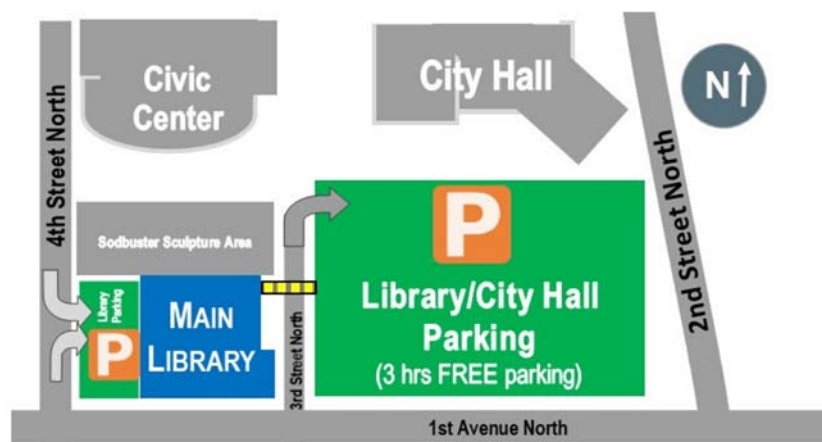 Civic
Center
City Hall
N
4th Street North
2nd Street North
Sodbuster Sculpture Area
Library
Parking
P
MAIN
LIBRARY
3rd Street North
P
Library/City Hall
Parking
(3 hrs FREE parking)
1st Avenue North